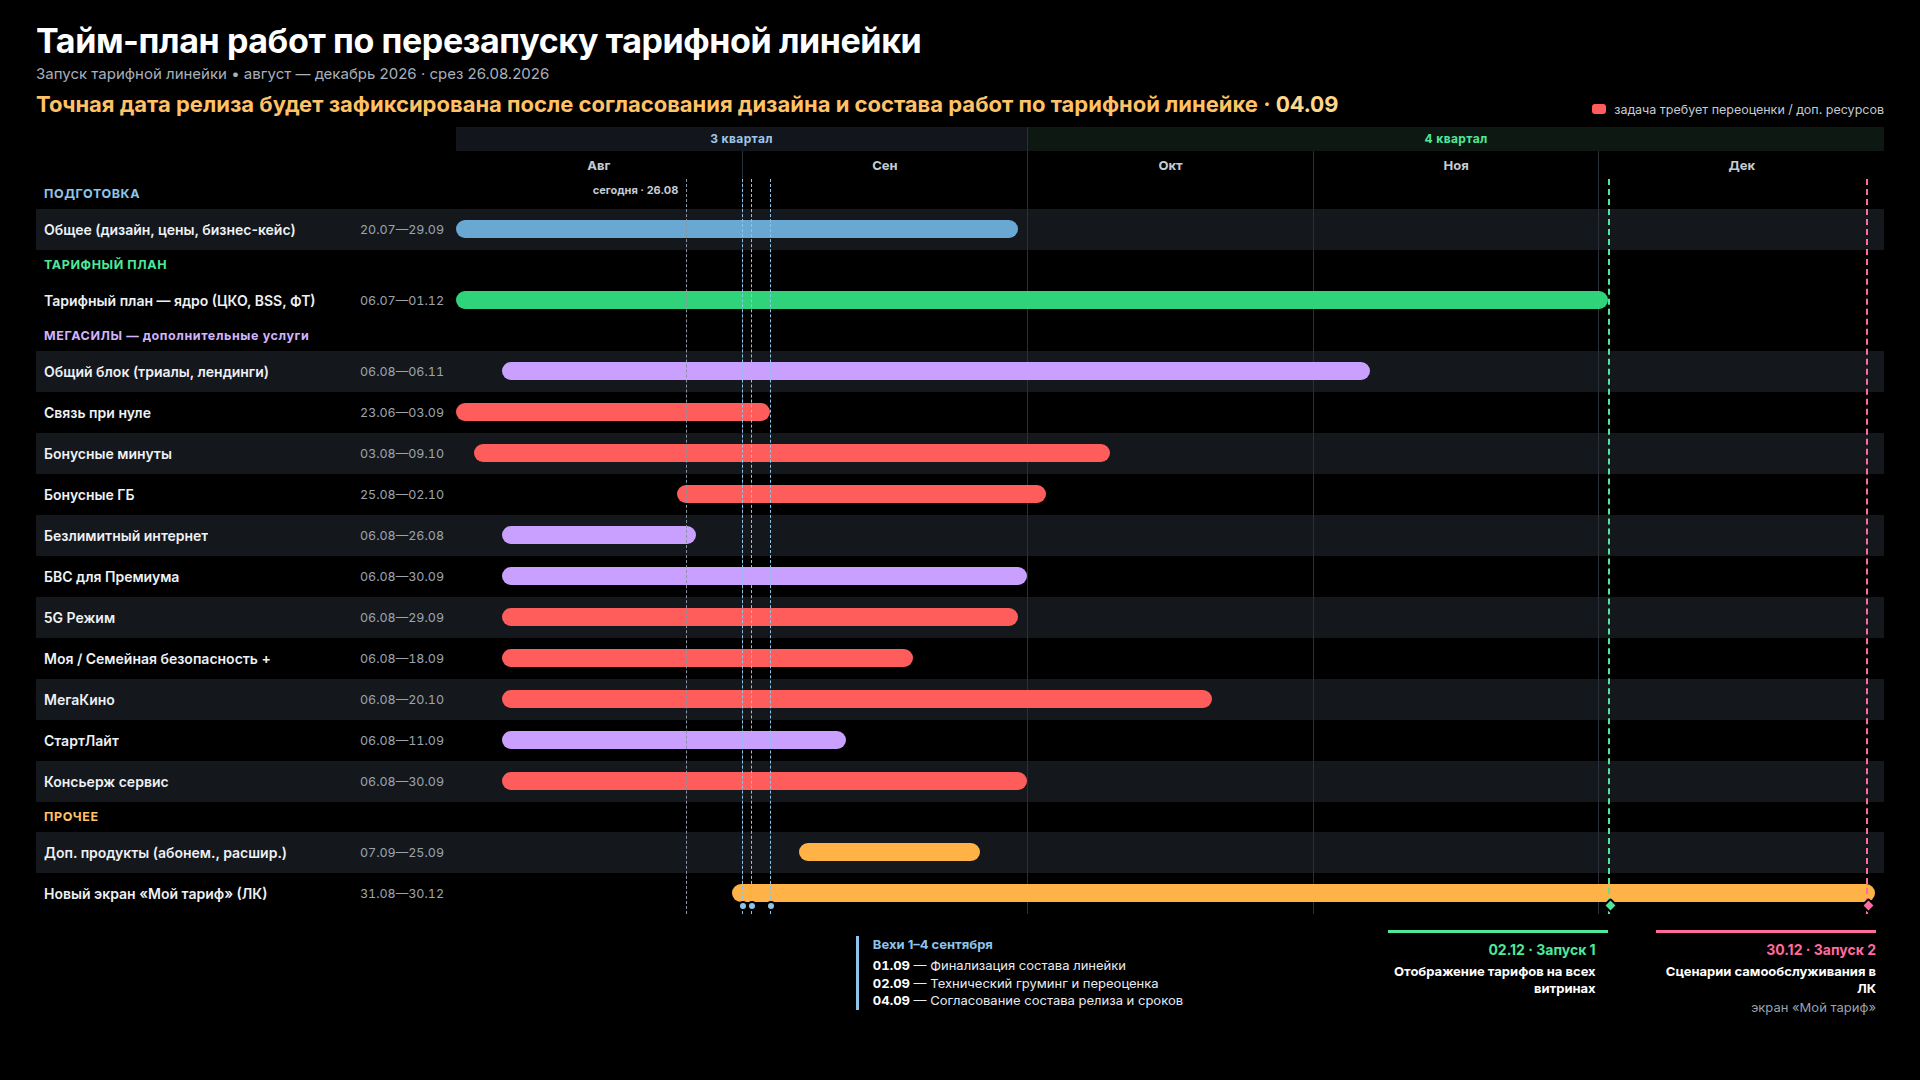 Тайм-план работ по перезапуску тарифной линейки
Запуск тарифной линейки • август — декабрь 2026 · срез 26.08.2026
Точная дата релиза будет зафиксирована после согласования дизайна и состава работ по тарифной линейке · 04.09
задача требует переоценки / доп. ресурсов
3 квартал 4 квартал
Авг Сен Окт Ноя Дек
ПОДГОТОВКА сегодня · 26.08
Общее (дизайн, цены, бизнес-кейс) 20.07—29.09
ТАРИФНЫЙ ПЛАН
Тарифный план — ядро (ЦКО, BSS, ФТ) 06.07—01.12
МЕГАСИЛЫ — дополнительные услуги
Общий блок (триалы, лендинги) 06.08—06.11
Связь при нуле 23.06—03.09
Бонусные минуты 03.08—09.10
Бонусные ГБ 25.08—02.10
Безлимитный интернет 06.08—26.08
БВС для Премиума 06.08—30.09
5G Режим 06.08—29.09
Моя / Семейная безопасность + 06.08—18.09
МегаКино 06.08—20.10
СтартЛайт 06.08—11.09
Консьерж сервис 06.08—30.09
ПРОЧЕЕ
Доп. продукты (абонем., расшир.) 07.09—25.09
Новый экран «Мой тариф» (ЛК) 31.08—30.12
Вехи 1–4 сентября
01.09 — Финализация состава линейки
02.09 — Технический груминг и переоценка
04.09 — Согласование состава релиза и сроков
02.12 · Запуск 1
Отображение тарифов на всех
витринах
30.12 · Запуск 2
Сценарии самообслуживания в
ЛК
экран «Мой тариф»